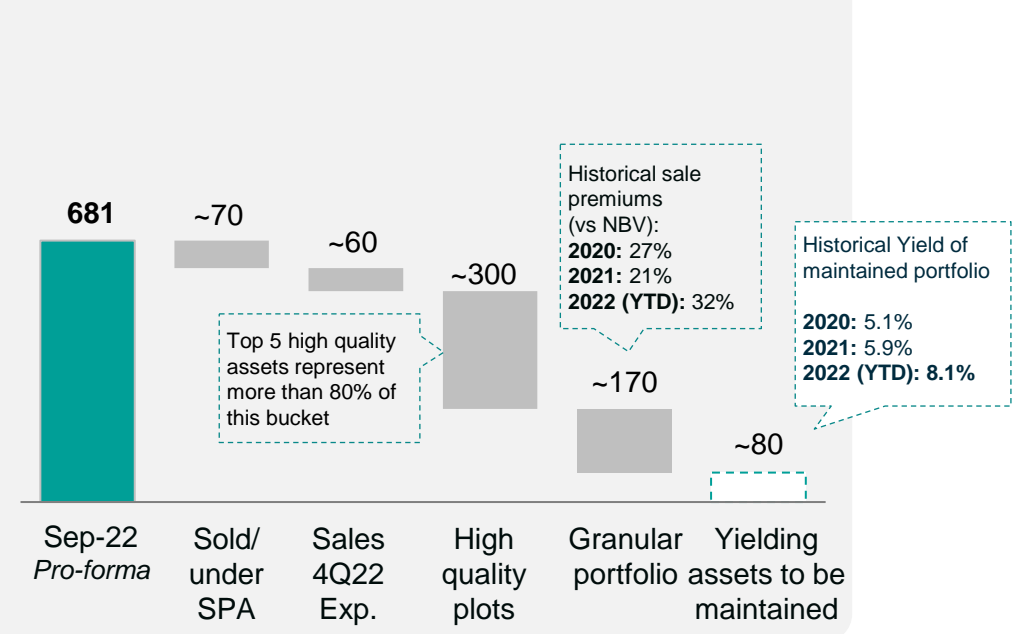 681
~70
~60
~300
~170
~80
Top 5 high quality
assets represent
more than 80% of
this bucket
Historical sale
premiums
(vs NBV):
2020: 27%
2021: 21%
2022 (YTD): 32%
Historical Yield of
maintained portfolio
2020: 5.1%
2021: 5.9%
2022 (YTD): 8.1%
Sep-22
Pro-forma
Sold/
under
SPA
Sales
4Q22
Exp.
High
quality
plots
Granular
portfolio
Yielding
assets to be
maintained